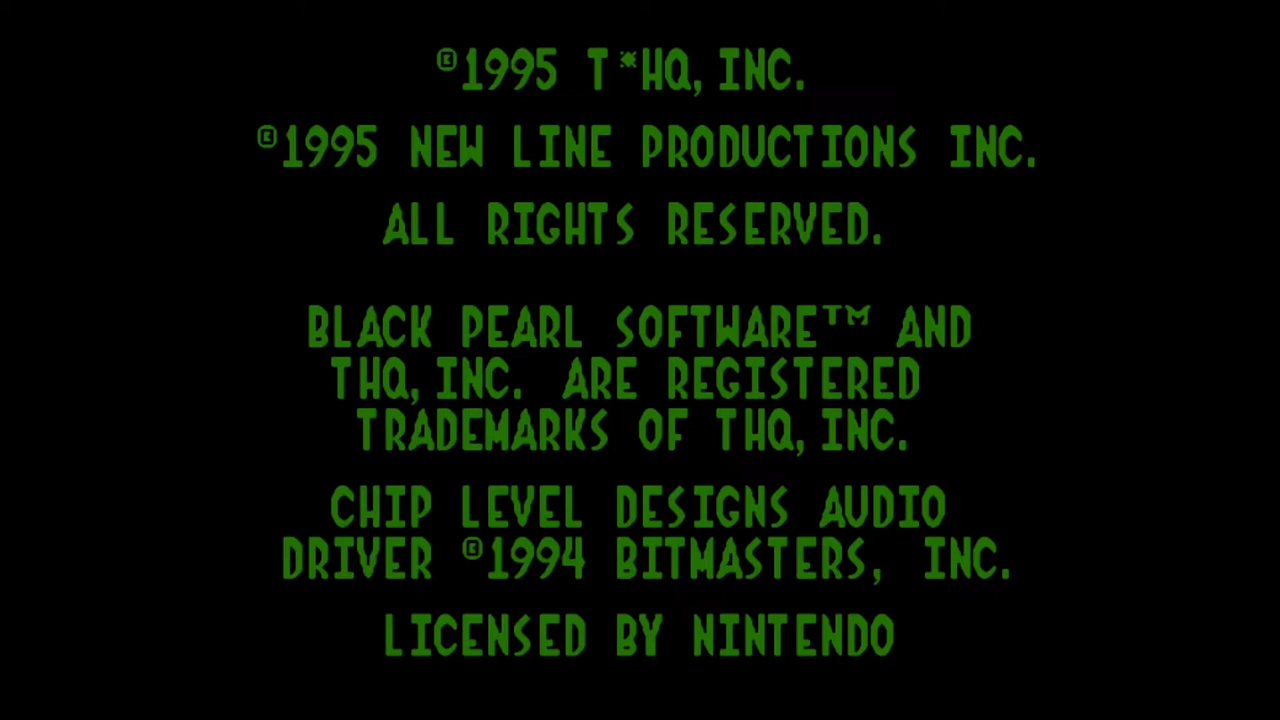 ©1995 T*HQ, INC.
©1995 NEW LINE PRODUCTIONS INC.
ALL RIGHTS RESERVED.
BLACK PEARL SOFTWARE™ AND
THQ, INC. ARE REGISTERED
TRADEMARKS OF THQ, INC.
CHIP LEVEL DESIGNS AUDIO
DRIVER ©1994 BITMASTERS, INC.
LICENSED BY NINTENDO